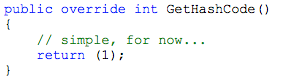 public override int GetHashCode()
{
    // simple, for now...
    return (1);
}